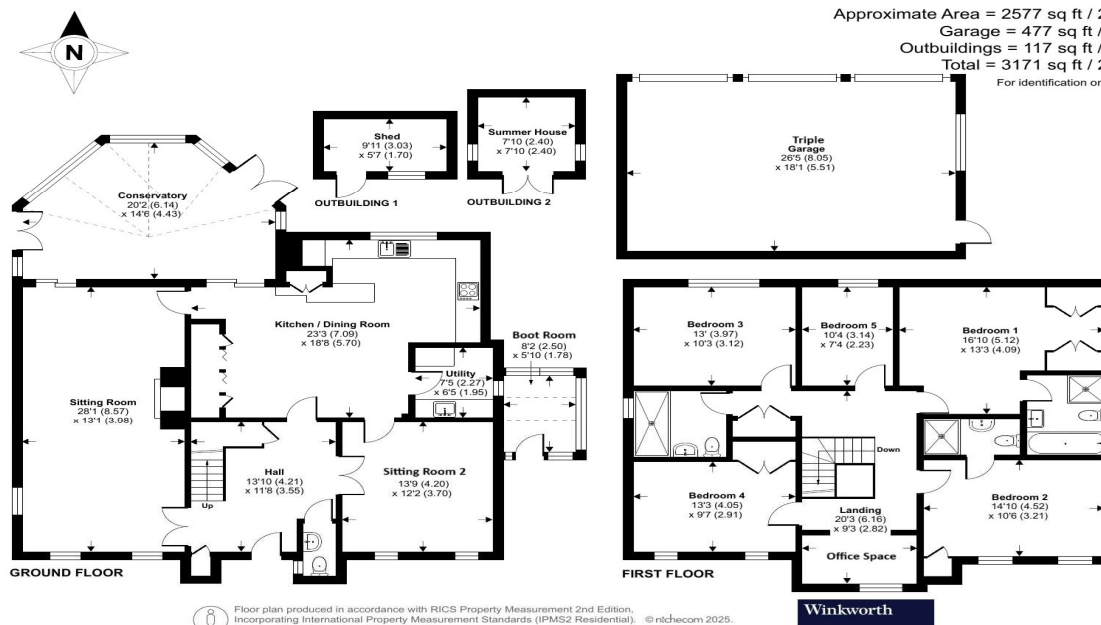 Approximate Area = 2577 sq ft / 2
Garage = 477 sq ft /
Outbuildings = 117 sq ft /
Total = 3171 sq ft / 2
For identification on
N
Shed
9'11 (3.03)
x 5'7 (1.70)
OUTBUILDING 1
Summer House
7'10 (2.40)
x 7'10 (2.40)
OUTBUILDING 2
Triple
Garage
26'5 (8.05)
x 18'1 (5.51)
Conservatory
20'2 (6.14)
x 14'6 (4.43)
Kitchen / Dining Room
23'3 (7.09)
x 18'8 (5.70)
Boot Room
8'2 (2.50)
x 5'10 (1.78)
Utility
7'5 (2.27)
x 6'5 (1.95)
Sitting Room
28'1 (8.57)
x 13'1 (3.98)
Hall
13'10 (4.21)
x 11'8 (3.55)
Up
Sitting Room 2
13'9 (4.20)
x 12'2 (3.70)
GROUND FLOOR
Bedroom 3
13' (3.97)
x 10'3 (3.12)
Bedroom 5
10'4 (3.14)
x 7'4 (2.23)
Bedroom 1
16'10 (5.12)
x 13'3 (4.09)
Down
Bedroom 4
13'3 (4.05)
x 9'7 (2.91)
Landing
20'3 (6.16)
x 9'3 (2.82)
Bedroom 2
14'10 (4.52)
x 10'6 (3.21)
Office Space
FIRST FLOOR
Floor plan produced in accordance with RICS Property Measurement 2nd Edition,
Incorporating International Property Measurement Standards (IPMS2 Residential). © nichecom 2025.
Winkworth